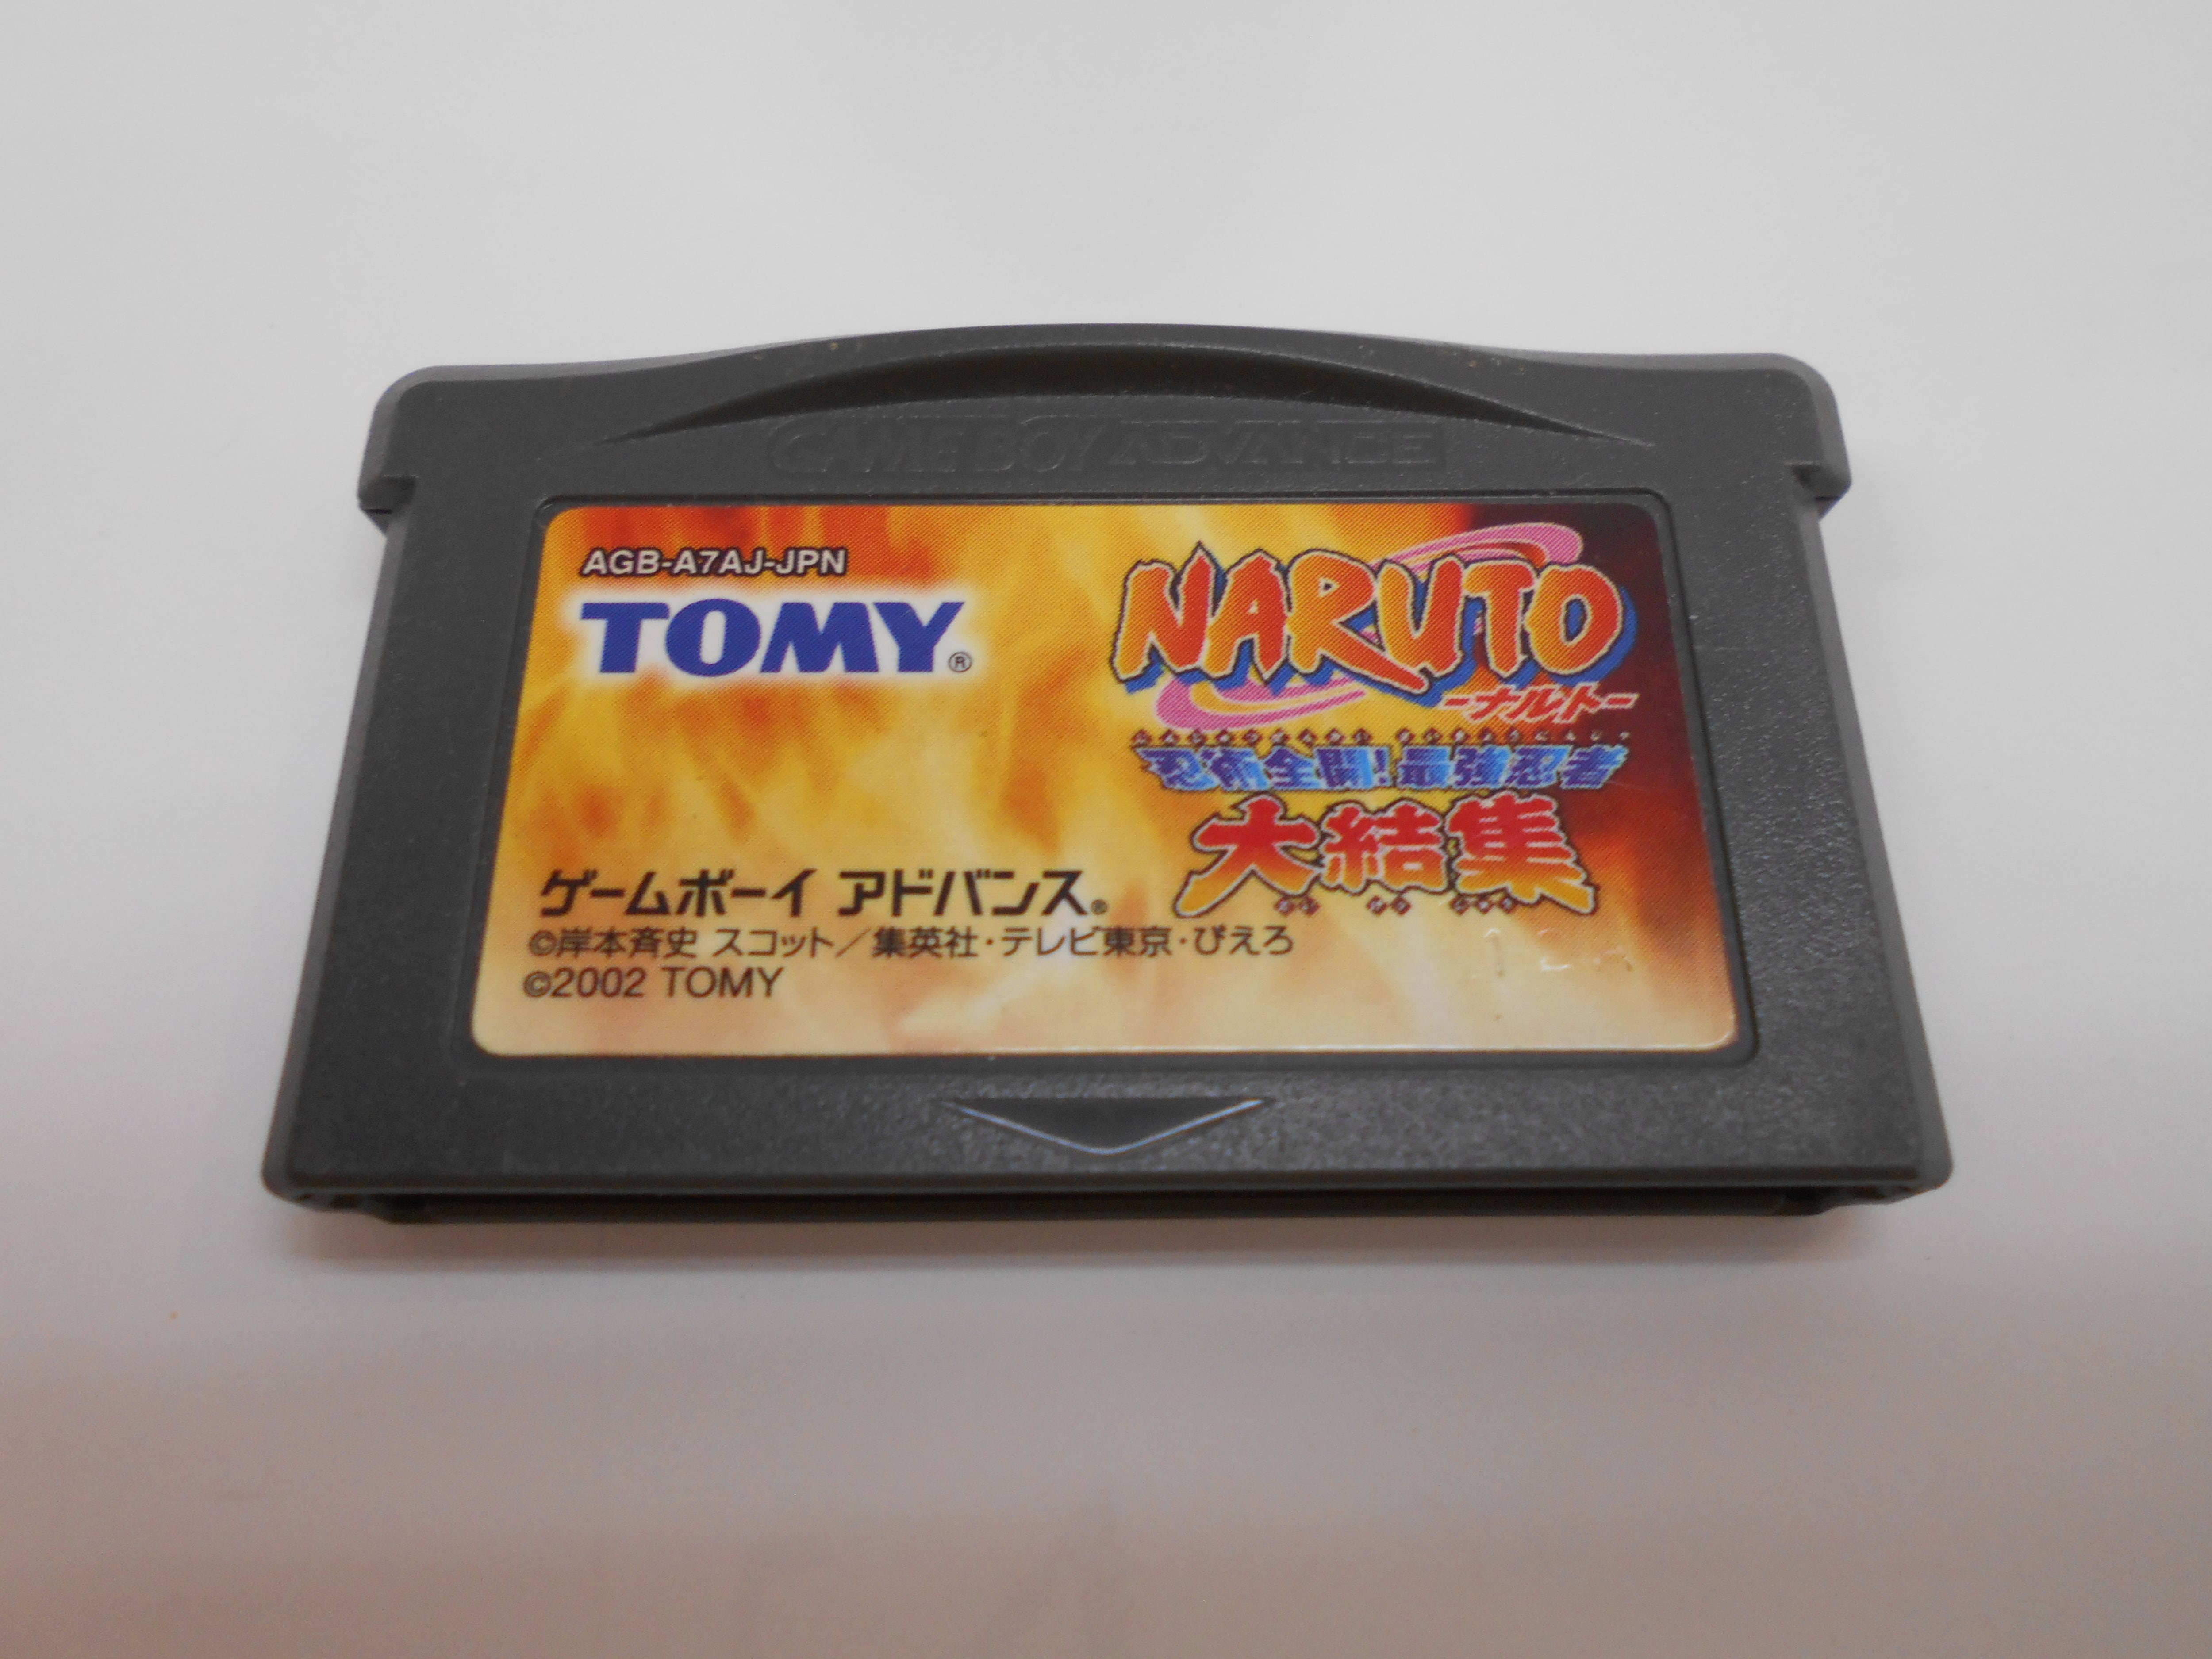 GAME BOY ADVANCE
AGB-A7AJ-JPN
TOMY®
NARUTO
-ナルト-
忍術全開!最強忍者
大結集
ゲームボーイ アドバンス®
©岸本斉史 スコット／集英社・テレビ東京・ぴえろ
©2002 TOMY